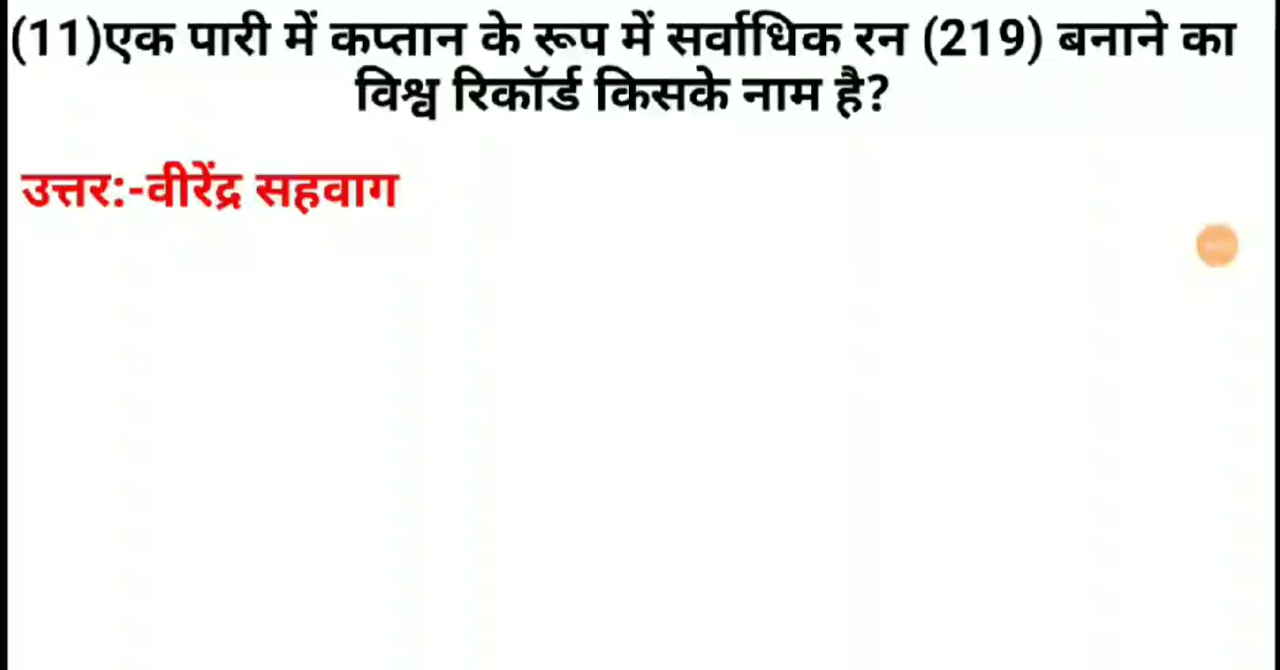 (11)एक पारी में कप्तान के रूप में सर्वाधिक रन (219) बनाने का
विश्व रिकॉर्ड किसके नाम है?
उत्तर:-वीरेंद्र सहवाग